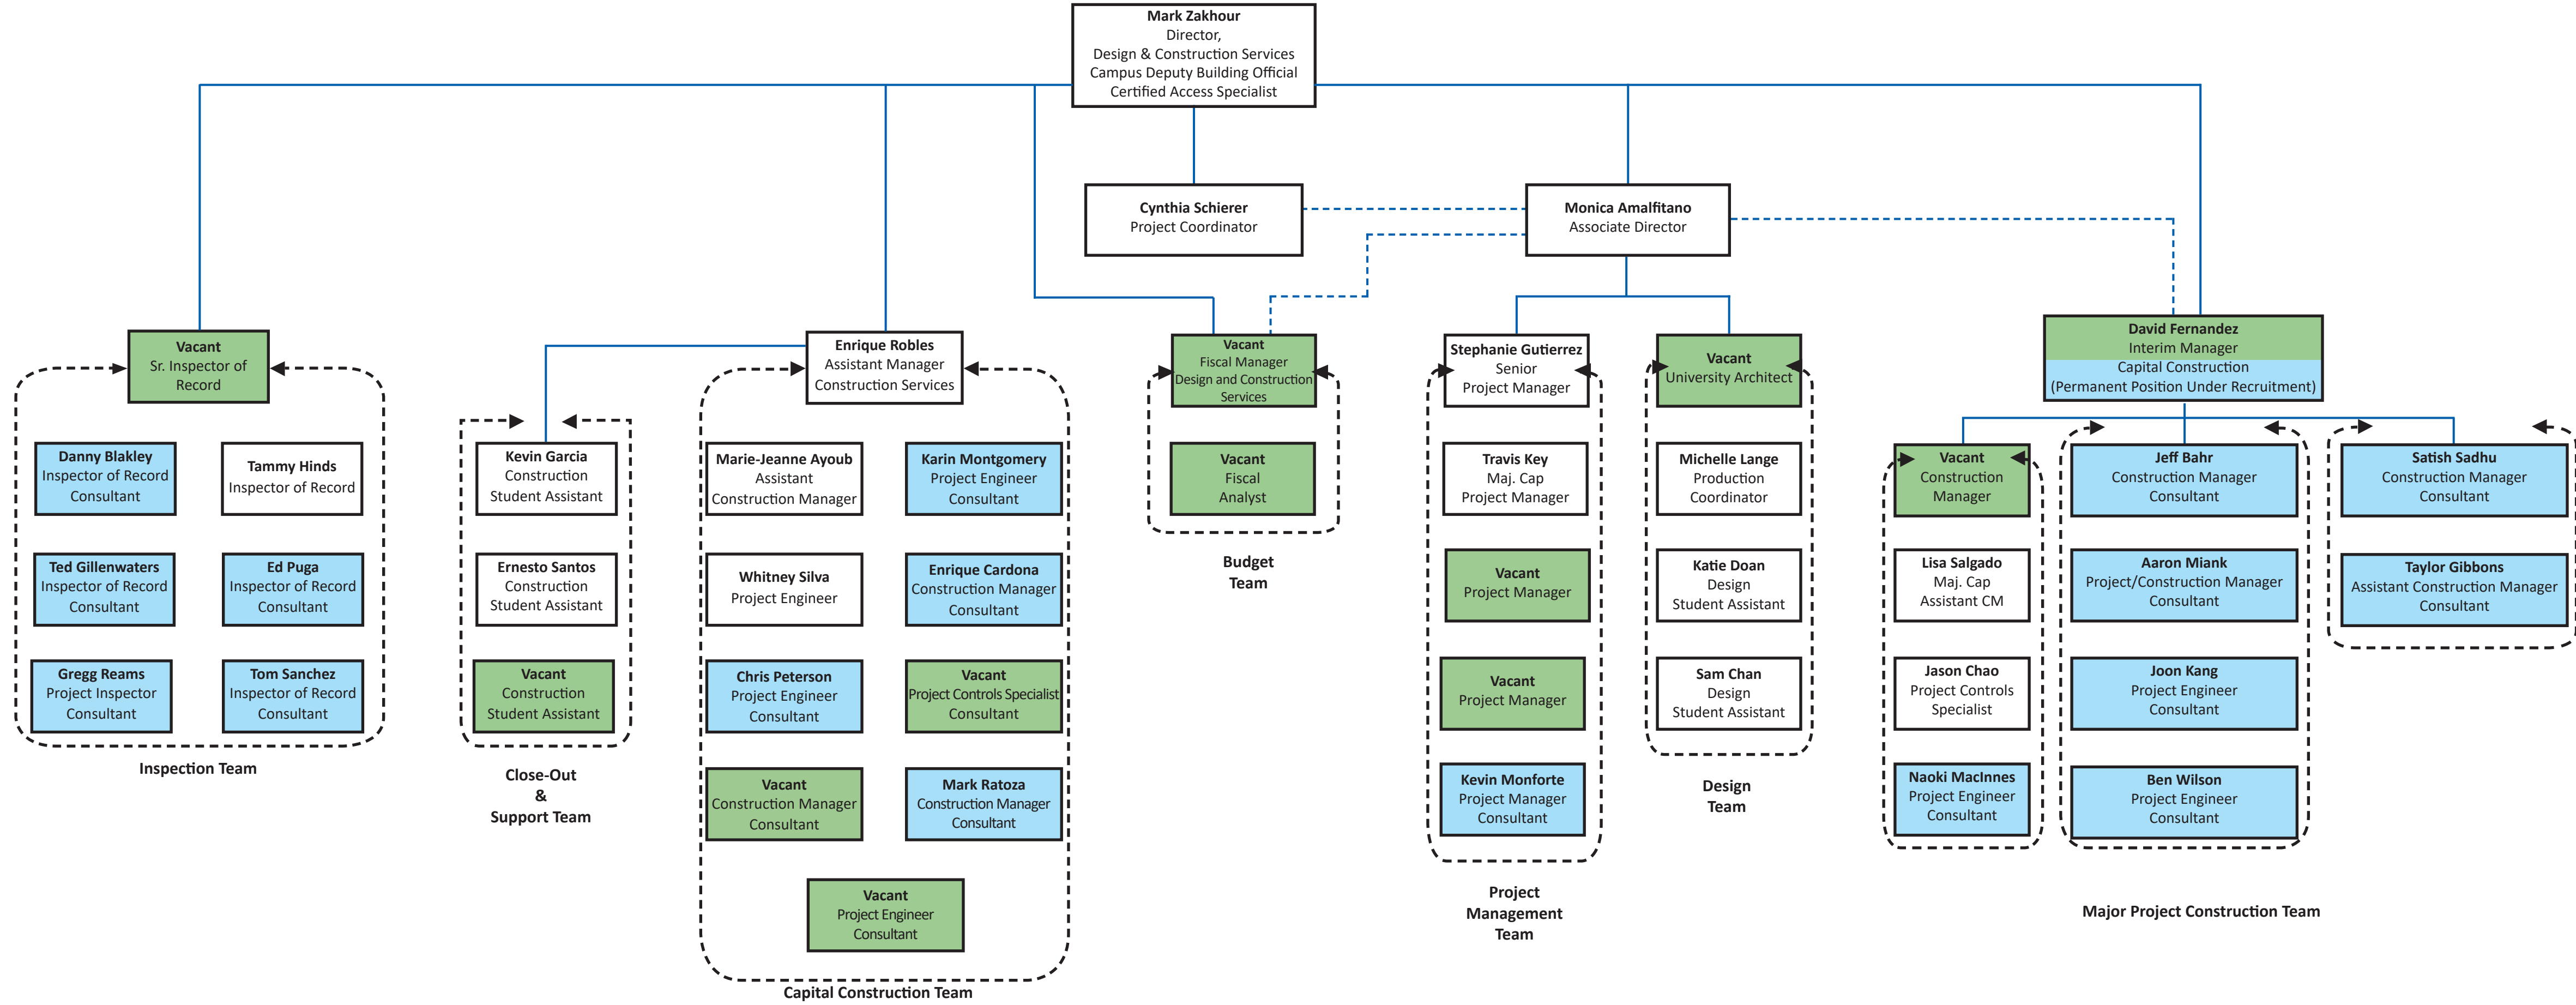 Mark Zakhour
Director,
Design & Construction Services
Campus Deputy Building Official
Certified Access Specialist
Cynthia Schierer
Project Coordinator
Monica Amalfitano
Associate Director
Vacant
Sr. Inspector of
Record
Danny Blakley
Inspector of Record
Consultant
Tammy Hinds
Inspector of Record
Ted Gillenwaters
Inspector of Record
Consultant
Ed Puga
Inspector of Record
Consultant
Gregg Reams
Project Inspector
Consultant
Tom Sanchez
Inspector of Record
Consultant
Inspection Team
Enrique Robles
Assistant Manager
Construction Services
Kevin Garcia
Construction
Student Assistant
Ernesto Santos
Construction
Student Assistant
Vacant
Construction
Student Assistant
Close-Out
&
Support Team
Marie-Jeanne Ayoub
Assistant
Construction Manager
Karin Montgomery
Project Engineer
Consultant
Whitney Silva
Project Engineer
Enrique Cardona
Construction Manager
Consultant
Chris Peterson
Project Engineer
Consultant
Vacant
Project Controls Specialist
Consultant
Vacant
Construction Manager
Consultant
Mark Ratoza
Construction Manager
Consultant
Vacant
Project Engineer
Consultant
Capital Construction Team
Vacant
Fiscal Manager
Design and Construction
Services
Vacant
Fiscal
Analyst
Budget
Team
Stephanie Gutierrez
Senior
Project Manager
Travis Key
Maj. Cap
Project Manager
Vacant
Project Manager
Vacant
Project Manager
Kevin Monforte
Project Manager
Consultant
Project
Management
Team
Vacant
University Architect
Michelle Lange
Production
Coordinator
Katie Doan
Design
Student Assistant
Sam Chan
Design
Student Assistant
Design
Team
David Fernandez
Interim Manager
Capital Construction
(Permanent Position Under Recruitment)
Vacant
Construction
Manager
Lisa Salgado
Maj. Cap
Assistant CM
Jason Chao
Project Controls
Specialist
Naoki MacInnes
Project Engineer
Consultant
Jeff Bahr
Construction Manager
Consultant
Aaron Miank
Project/Construction Manager
Consultant
Joon Kang
Project Engineer
Consultant
Ben Wilson
Project Engineer
Consultant
Satish Sadhu
Construction Manager
Consultant
Taylor Gibbons
Assistant Construction Manager
Consultant
Major Project Construction Team